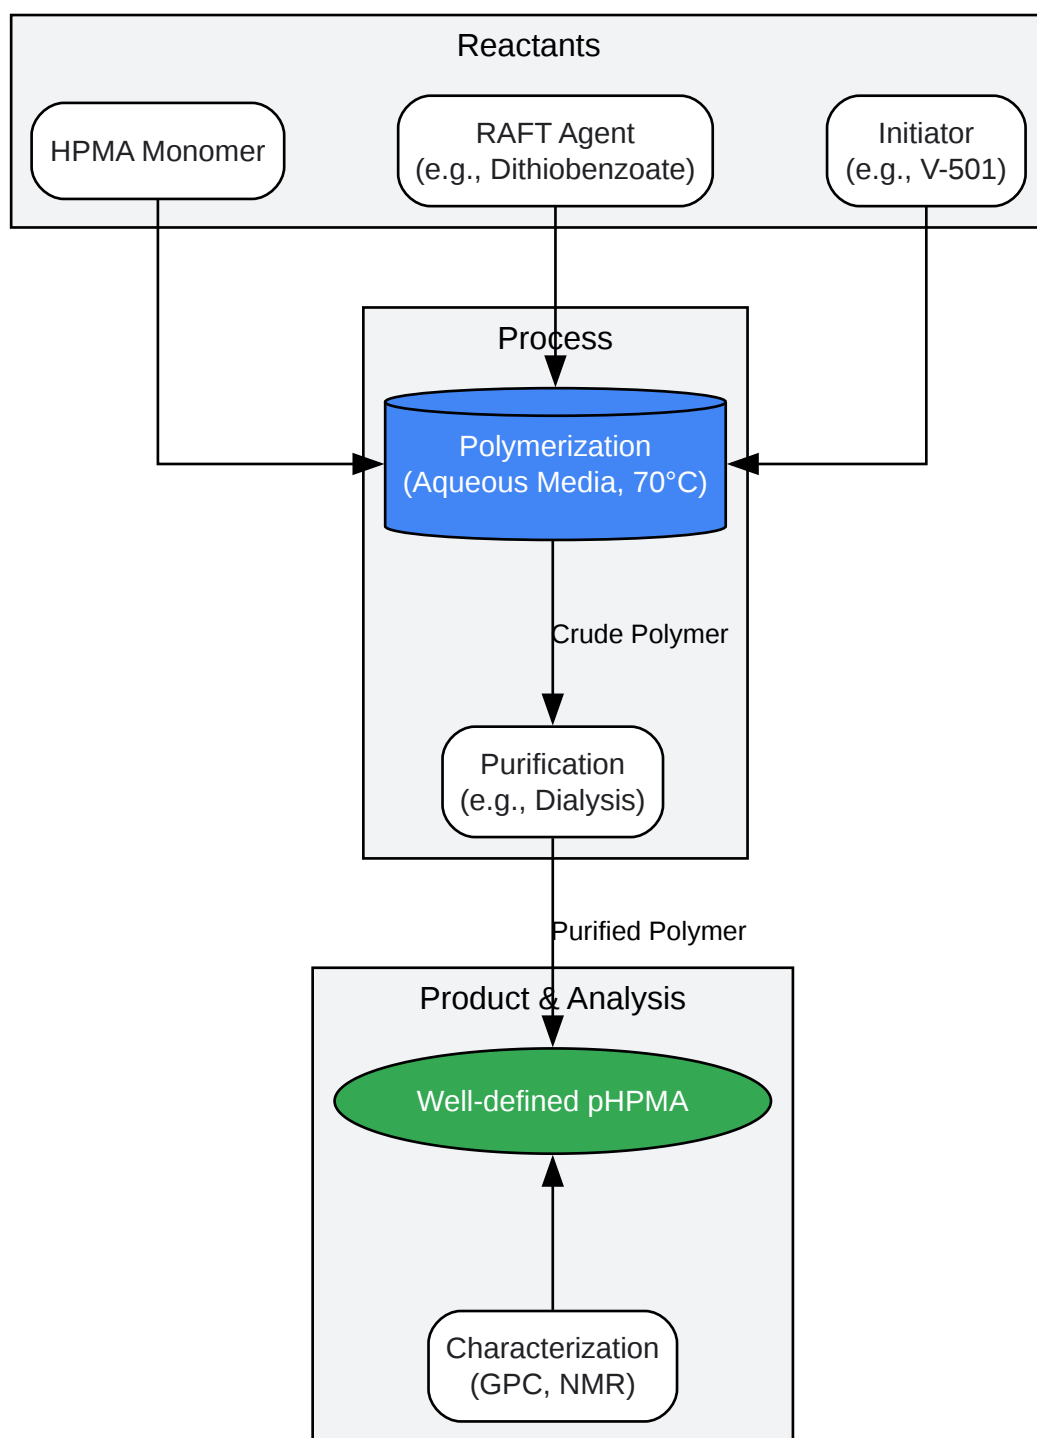 Reactants
HPMA Monomer
RAFT Agent
(e.g., Dithiobenzoate)
Initiator
(e.g., V-501)
Process
Polymerization
(Aqueous Media, 70°C)
Crude Polymer
Purification
(e.g., Dialysis)
Purified Polymer
Product & Analysis
Well-defined pHPMA
Characterization
(GPC, NMR)